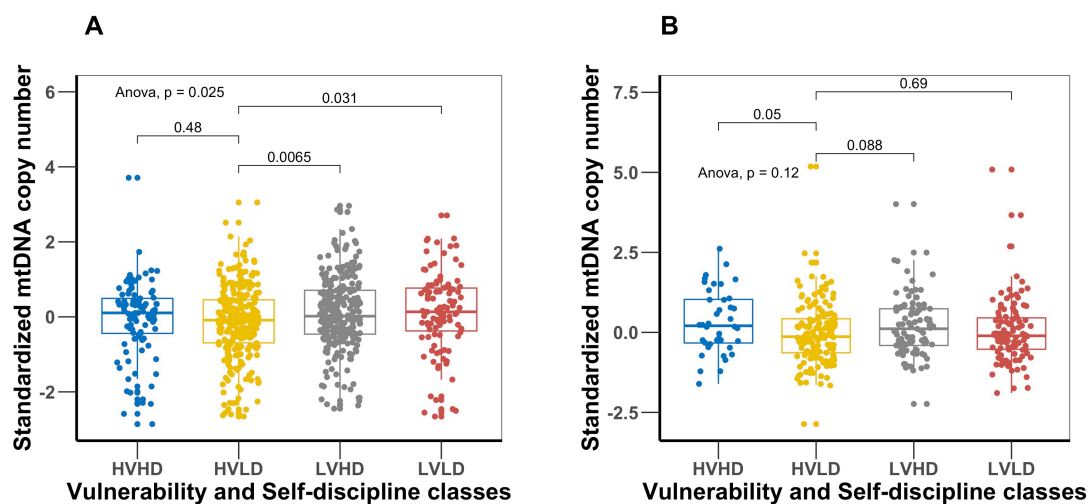 A
Standardized mtDNA copy number
6
4
2
0
-2
Anova, p = 0.025
0.031
0.48
0.0065
HVHD HVLD LVHD LVLD
Vulnerability and Self-discipline classes
B
Standardized mtDNA copy number
7.5
5.0
2.5
0.0
-2.5
0.69
0.05
0.088
Anova, p = 0.12
HVHD HVLD LVHD LVLD
Vulnerability and Self-discipline classes